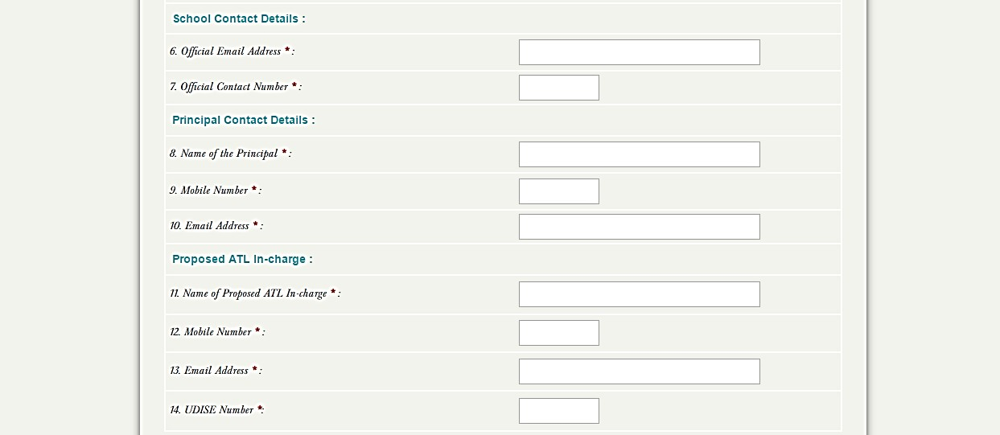 School Contact Details :
6. Official Email Address * :
7. Official Contact Number * :
Principal Contact Details :
8. Name of the Principal * :
9. Mobile Number * :
10. Email Address * :
Proposed ATL In-charge :
11. Name of Proposed ATL In-charge * :
12. Mobile Number * :
13. Email Address * :
14. UDISE Number *: